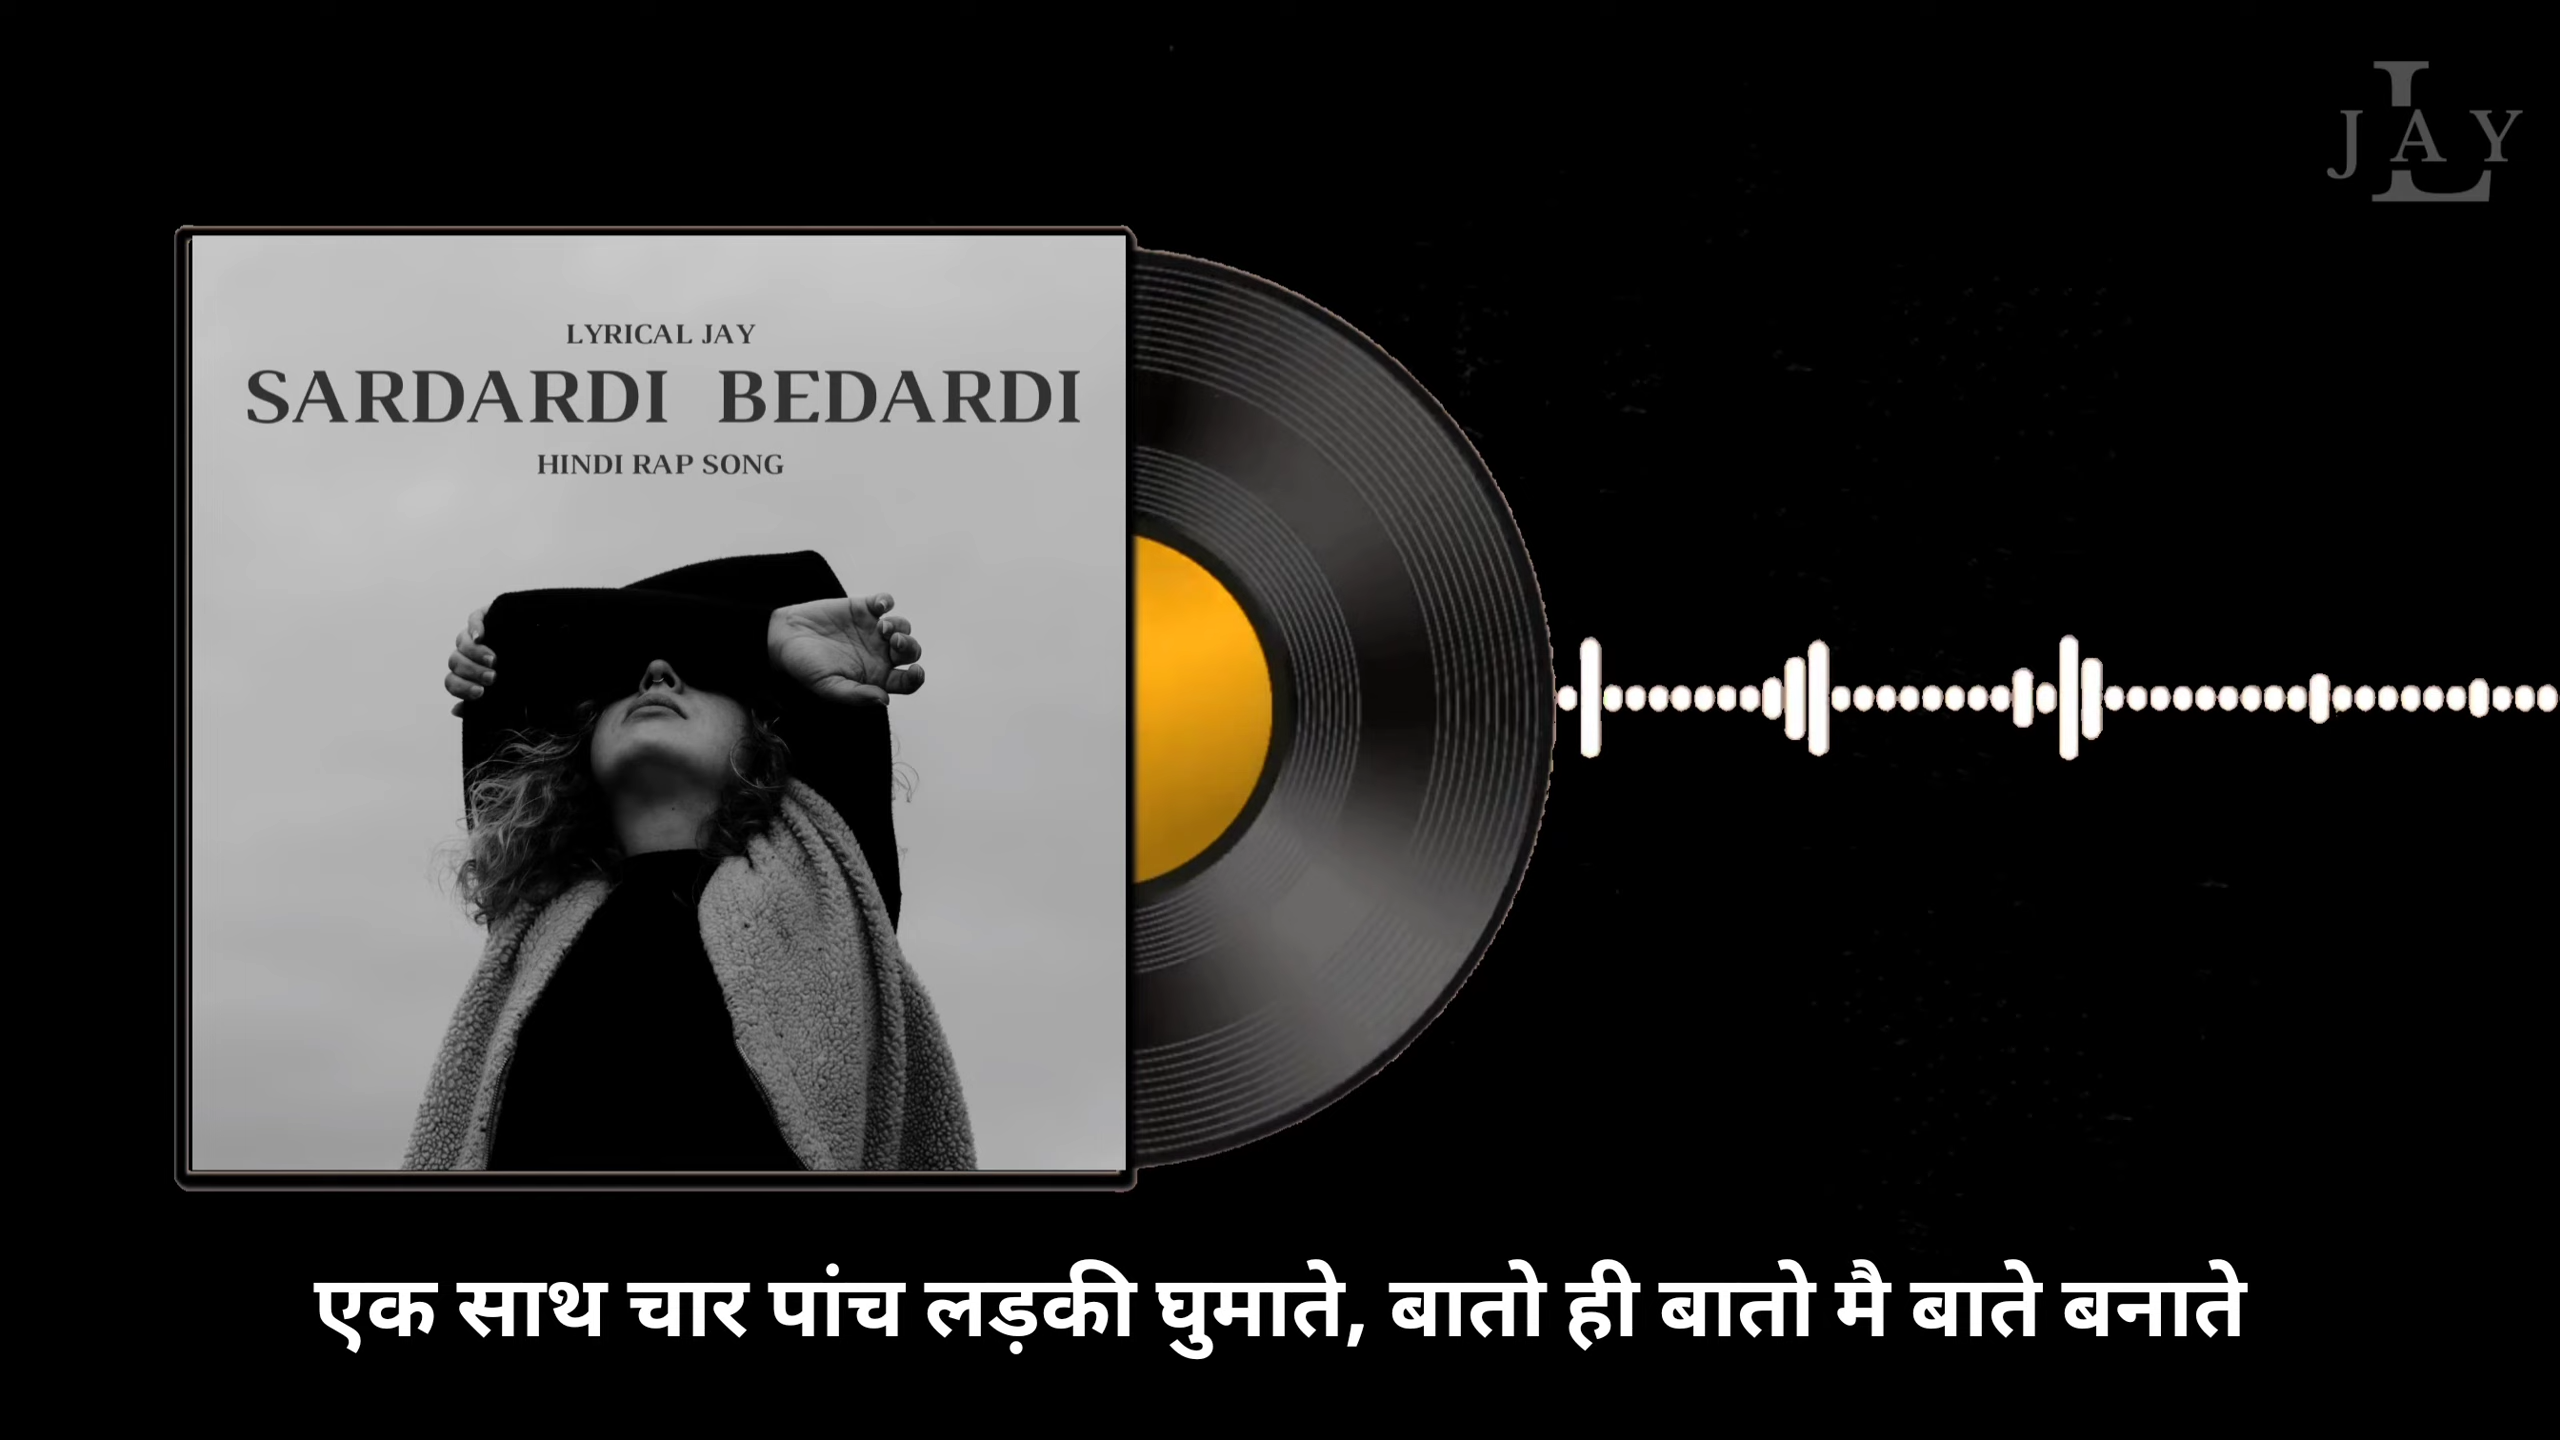 L
JAY
LYRICAL JAY
SARDARDI BEDARDI
HINDI RAP SONG
एक साथ चार पांच लड़की घुमाते, बातो ही बातो मै बाते बनाते